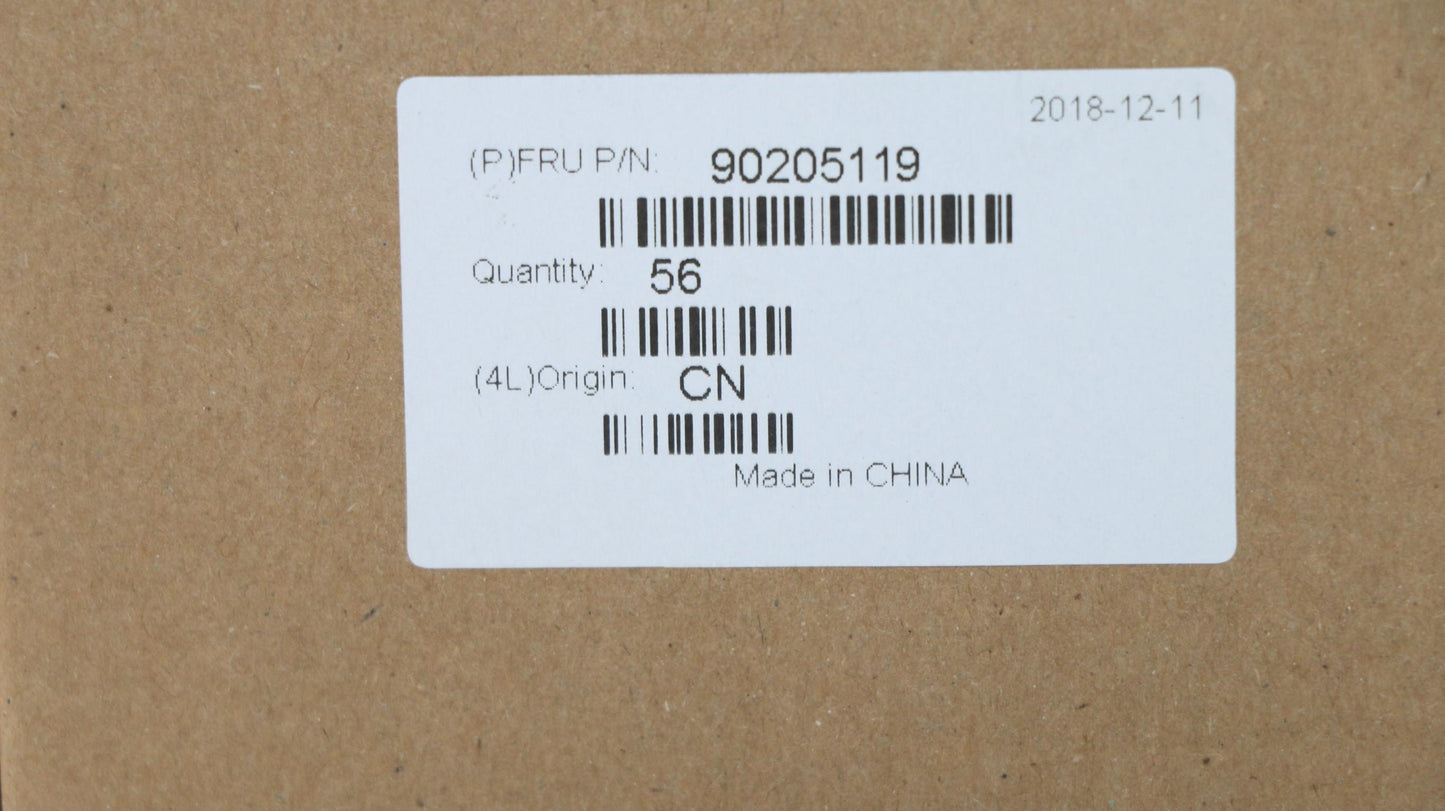 2018-12-11
(P)FRU P/N: 90205119
Quantity: 56
(4L)Origin: CN
Made in CHINA